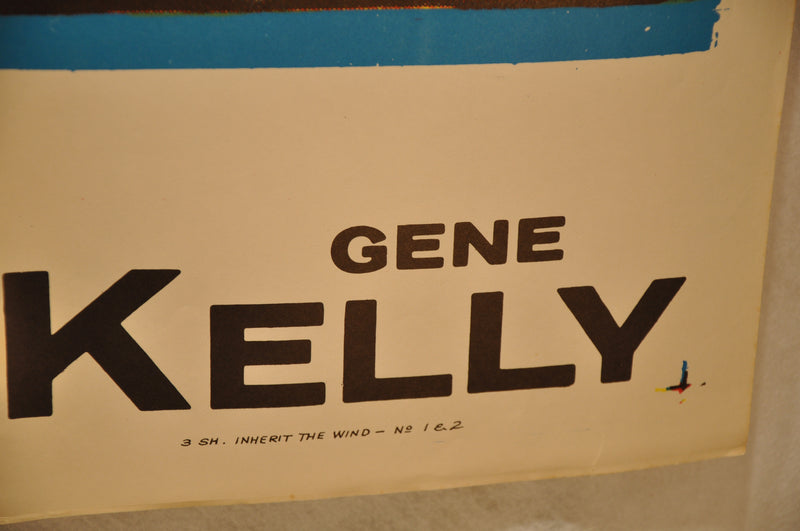 GENE
KELLY
3 SH. INHERIT THE WIND – Nº 1 & 2